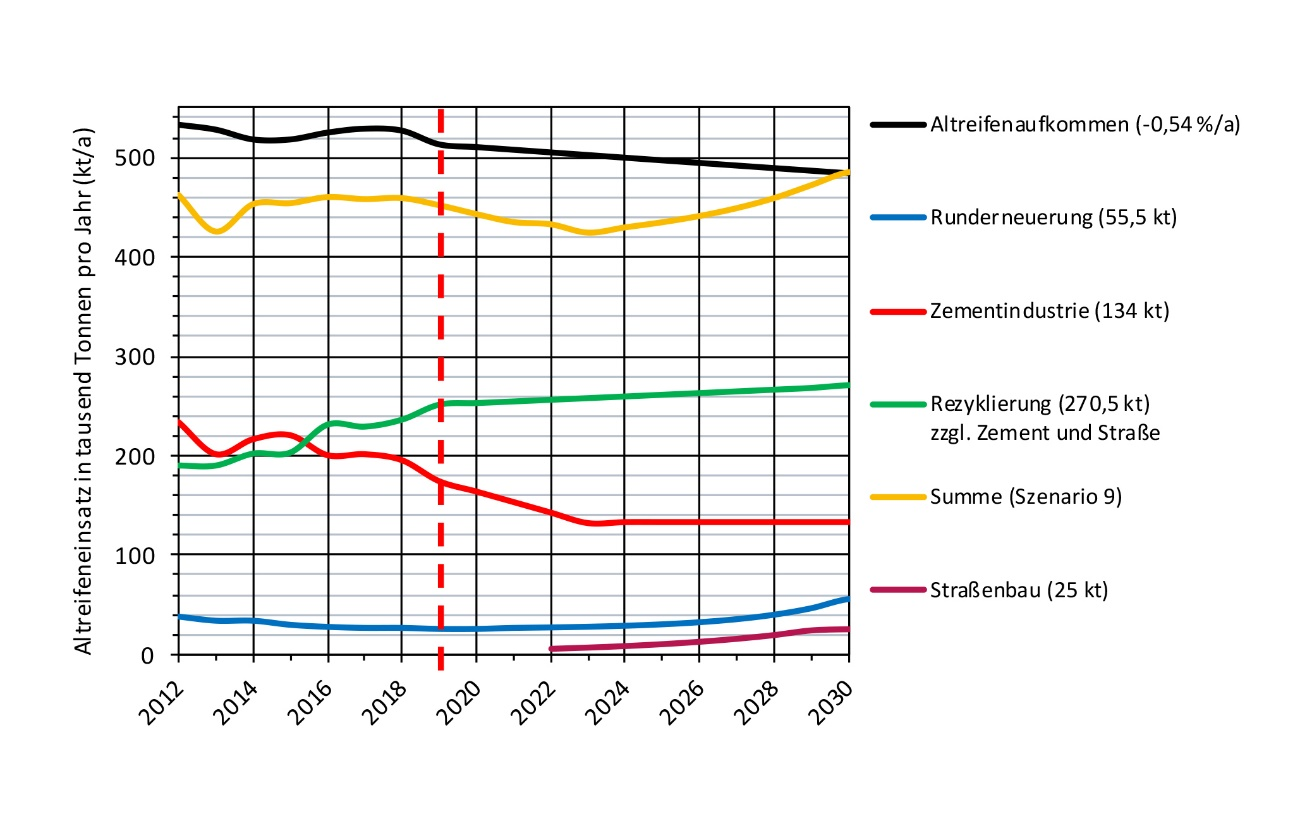 Altreifeneinsatz in tausend Tonnen pro Jahr (kt/a)
500
400
300
200
100
0
2012
2014
2016
2018
2020
2022
2024
2026
2028
2030
Altreifenaufkommen (-0,54 %/a)
Runderneuerung (55,5 kt)
Zementindustrie (134 kt)
Rezyklierung (270,5 kt)
zzgl. Zement und Straße
Summe (Szenario 9)
Straßenbau (25 kt)